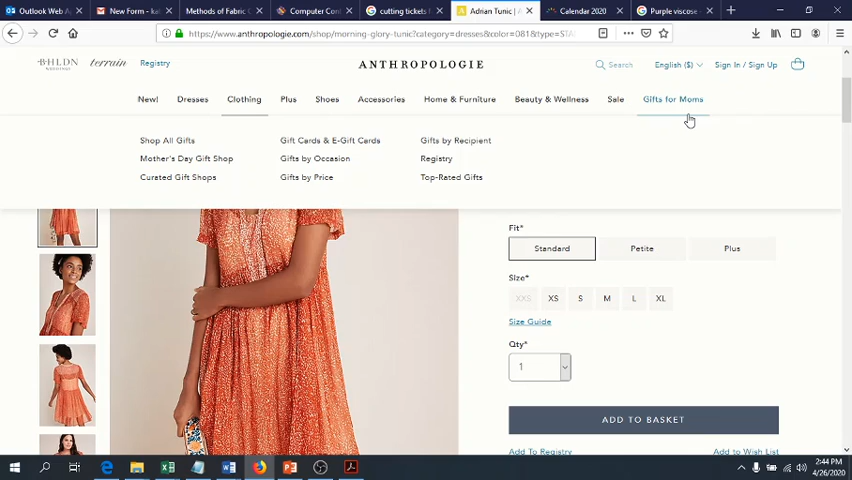 Outlook Web A
New Form - kal
Methods of Fabric C
Computer Cont
cutting tickets f
Adrian Tunic | A
Calendar 2020
Purple viscose
https://www.anthropologie.com/shop/morning-glory-tunic?category=dresses&color=081&type=STA
BHLDN
WEDDINGS
terrain
Registry
ANTHROPOLOGIE
Search
English ($)
Sign In / Sign Up
New!
Dresses
Clothing
Plus
Shoes
Accessories
Home & Furniture
Beauty & Wellness
Sale
Gifts for Moms
Shop All Gifts
Gift Cards & E-Gift Cards
Gifts by Recipient
Mother's Day Gift Shop
Gifts by Occasion
Registry
Curated Gift Shops
Gifts by Price
Top-Rated Gifts
Fit*
Standard
Petite
Plus
Size*
XXS
XS
S
M
L
XL
Size Guide
Qty*
1
ADD TO BASKET
Add To Registry
Add to Wish List
2:44 PM
4/26/2020